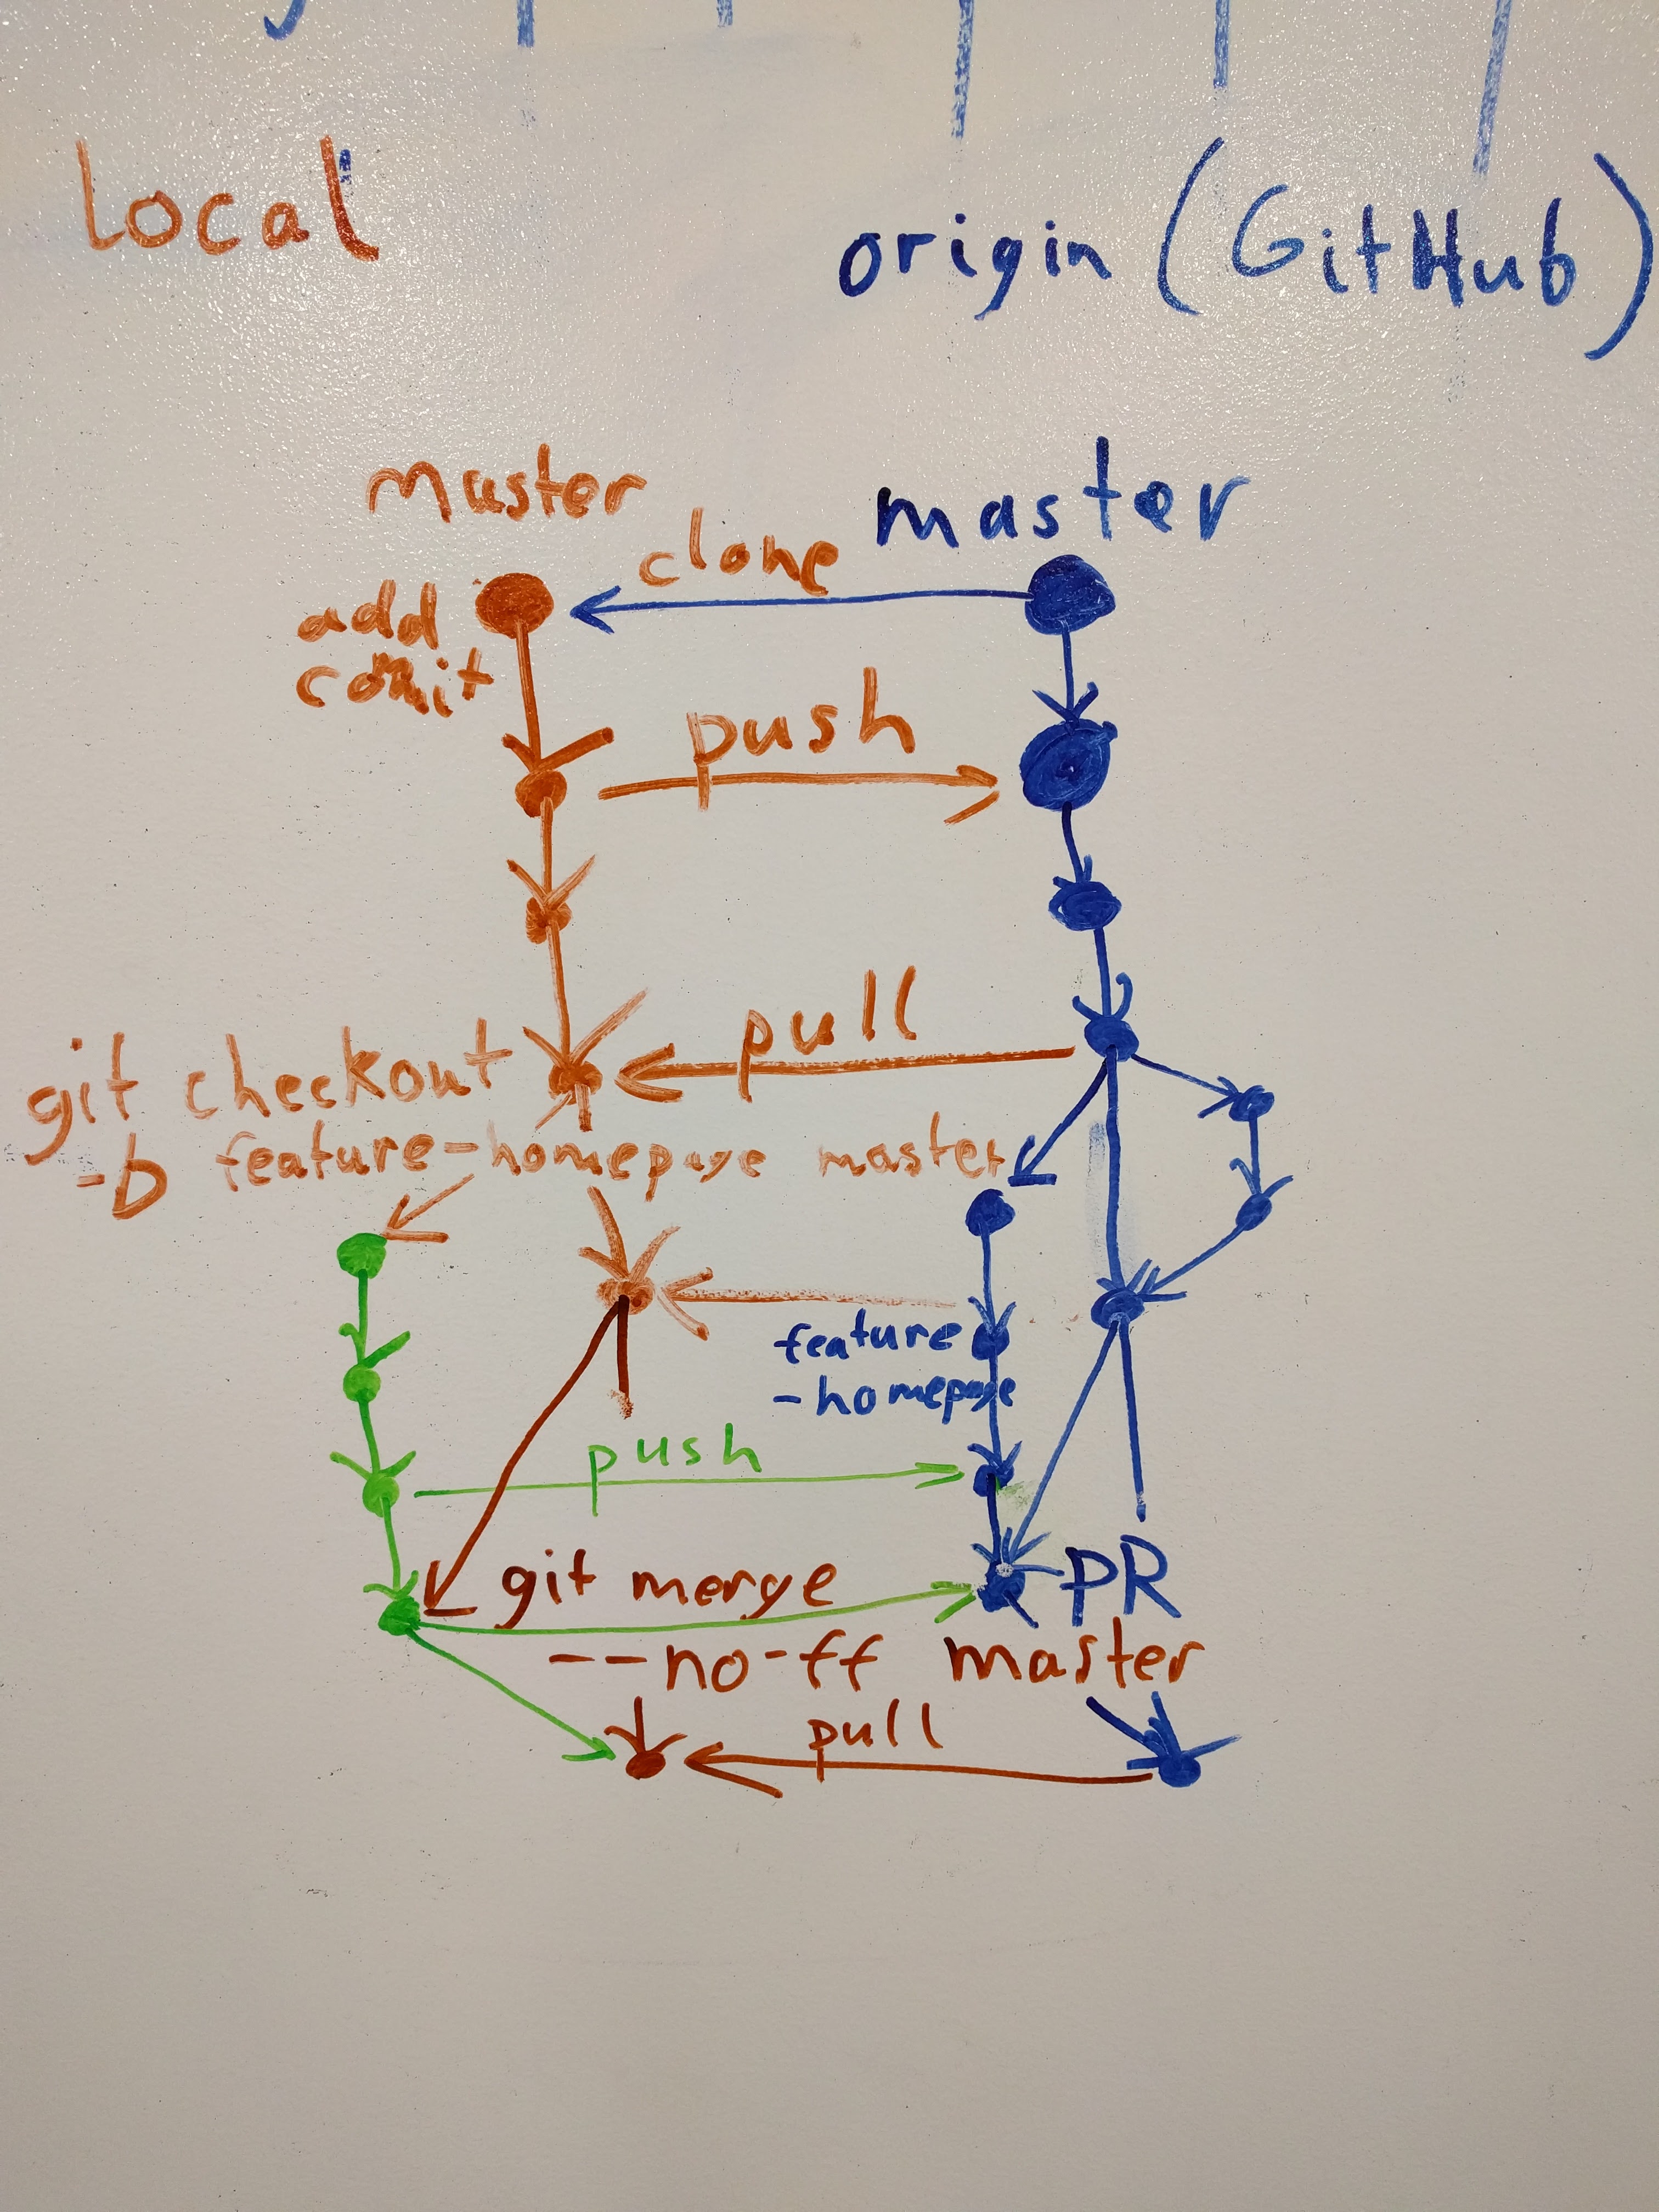 local
origin (GitHub)
master
master
clone
add
commit
push
pull
git checkout
-b feature-homepage master
feature
-homepage
push
PR
git merge
--no-ff master
pull